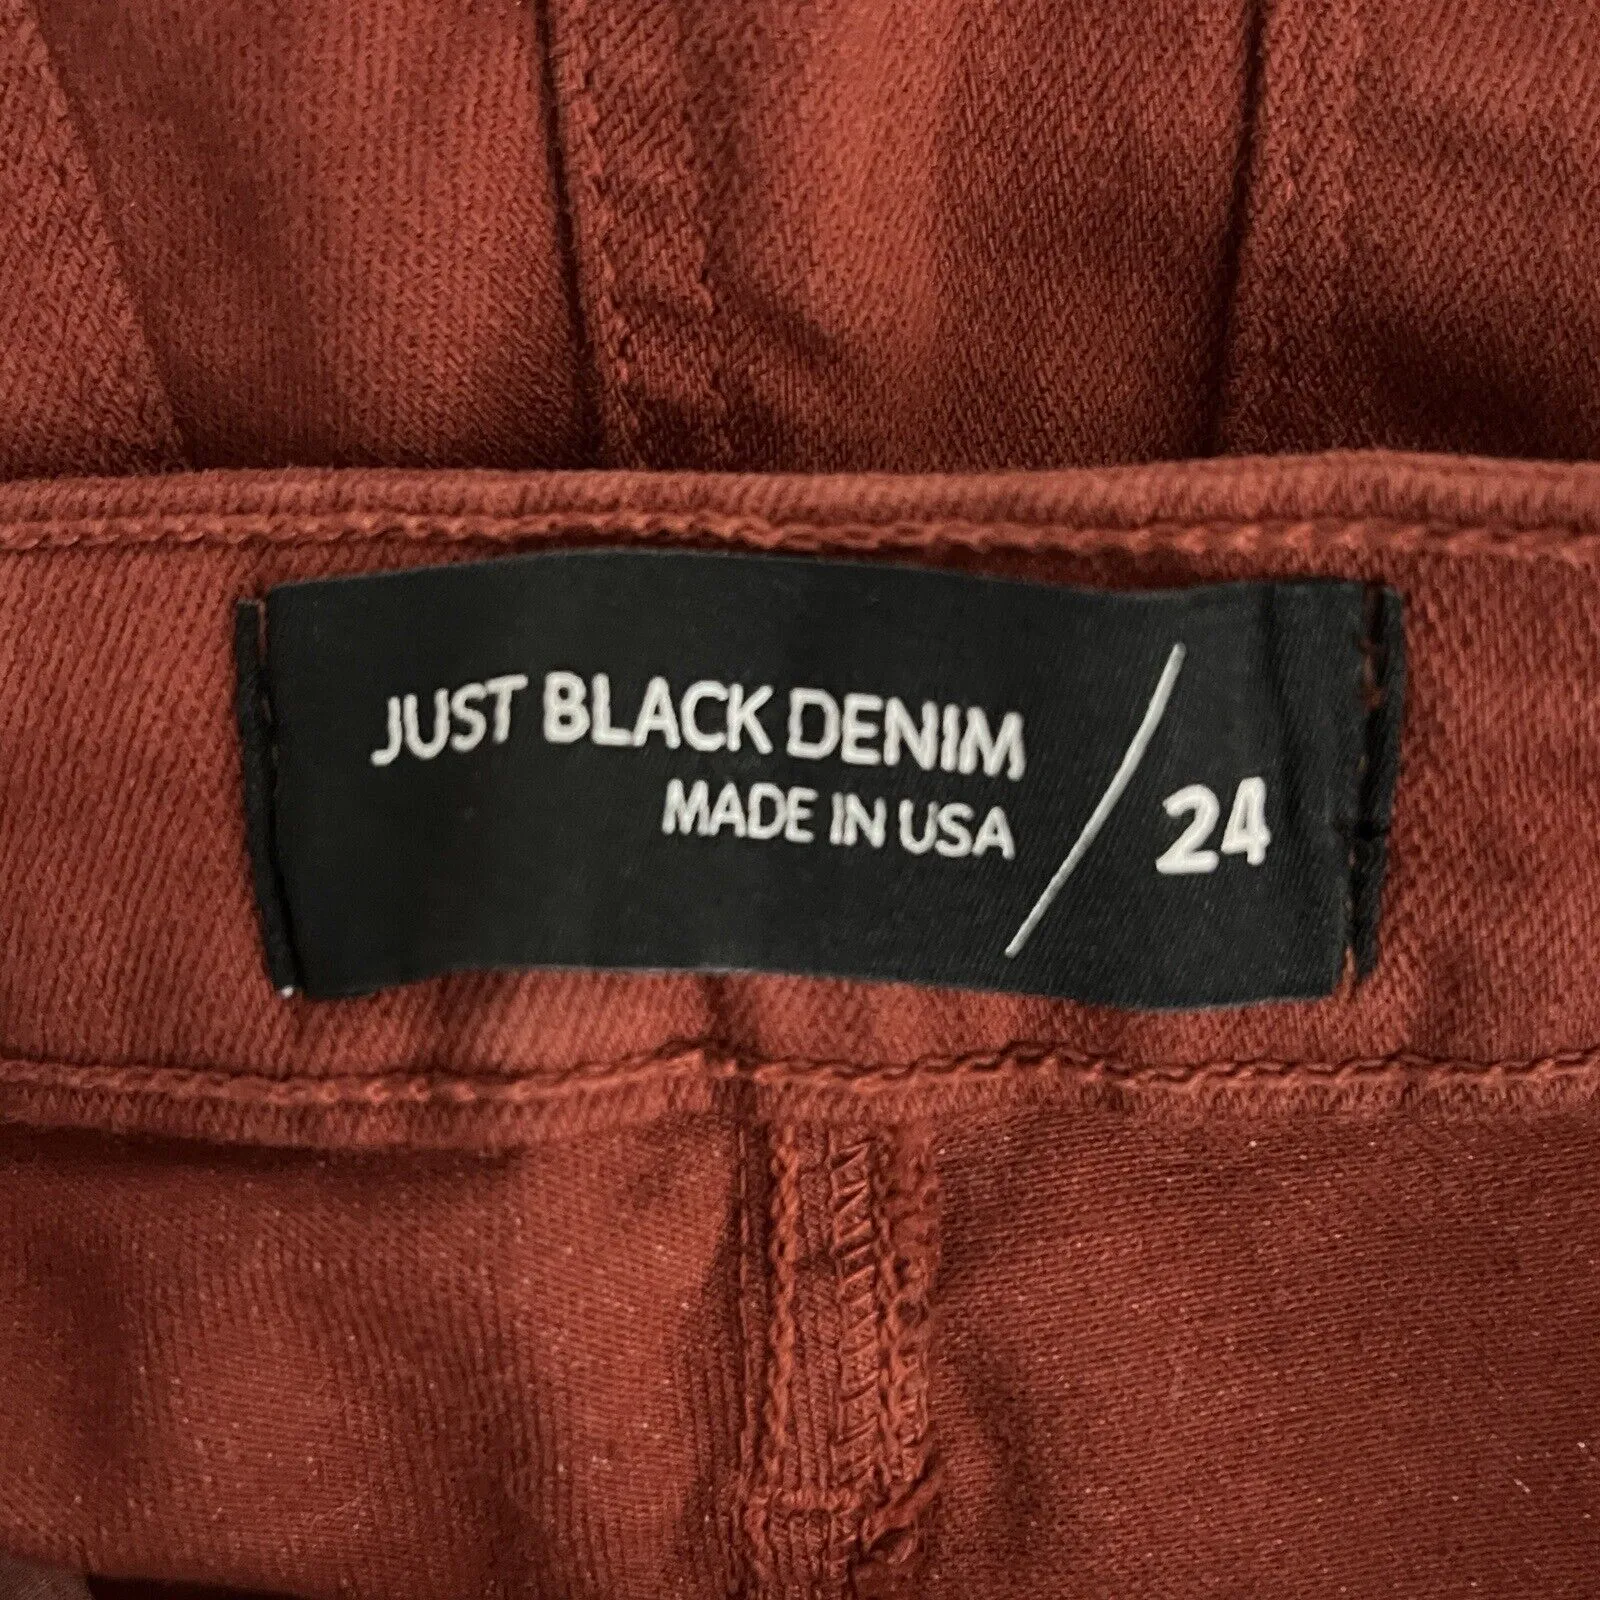 JUST BLACK DENIM
MADE IN USA
/ 24